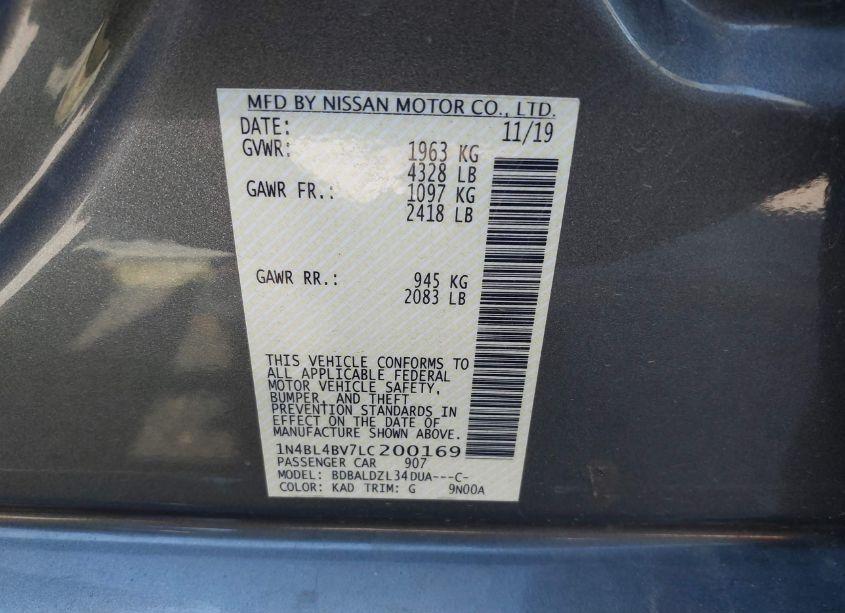 MFD BY NISSAN MOTOR CO., LTD.
DATE: 11/19
GVWR: 1963 KG
4328 LB
GAWR FR.: 1097 KG
2418 LB
GAWR RR.: 945 KG
2083 LB
THIS VEHICLE CONFORMS TO
ALL APPLICABLE FEDERAL
MOTOR VEHICLE SAFETY,
BUMPER, AND THEFT
PREVENTION STANDARDS IN
EFFECT ON THE DATE OF
MANUFACTURE SHOWN ABOVE.
1N4BL4BV7LC200169
PASSENGER CAR 907
MODEL: BDBALDZL34DUA---C-
COLOR: KAD TRIM: G 9N00A